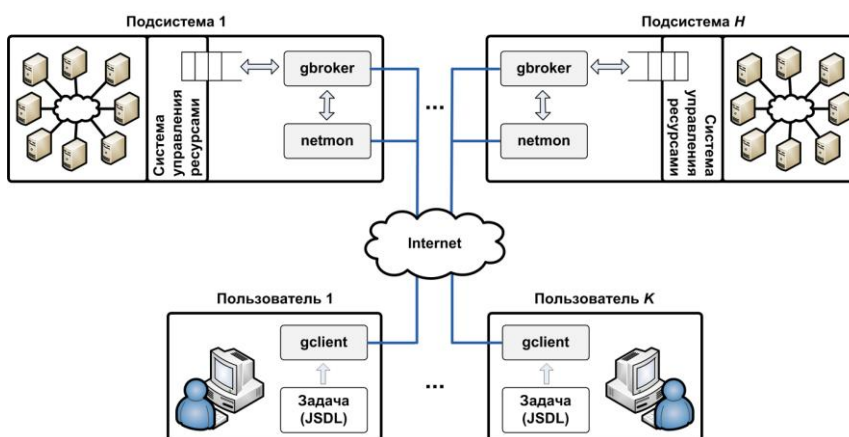 Подсистема 1
Подсистема H
Система
управления
ресурсами
gbroker
netmon
...
gbroker
netmon
Система
управления
ресурсами
Internet
Пользователь 1
Пользователь K
gclient
Задача
(JSDL)
...
gclient
Задача
(JSDL)